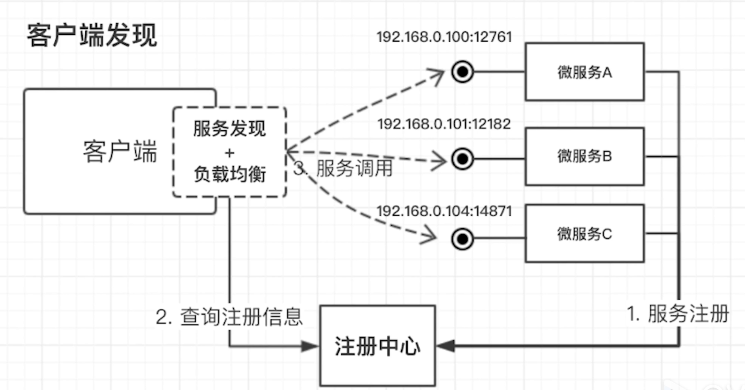 客户端发现
192.168.0.100:12761
微服务A
客户端
服务发现
+
负载均衡
192.168.0.101:12182
微服务B
3. 服务调用
192.168.0.104:14871
微服务C
2. 查询注册信息
注册中心
1. 服务注册